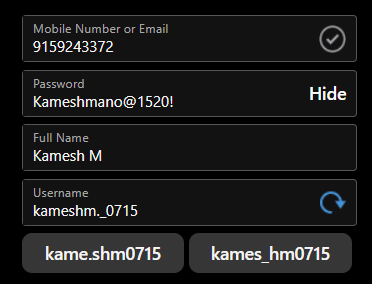 Mobile Number or Email
9159243372
Password
Kameshmano@1520!
Hide
Full Name
Kamesh M
Username
kameshm._0715
kame.shm0715
kames_hm0715